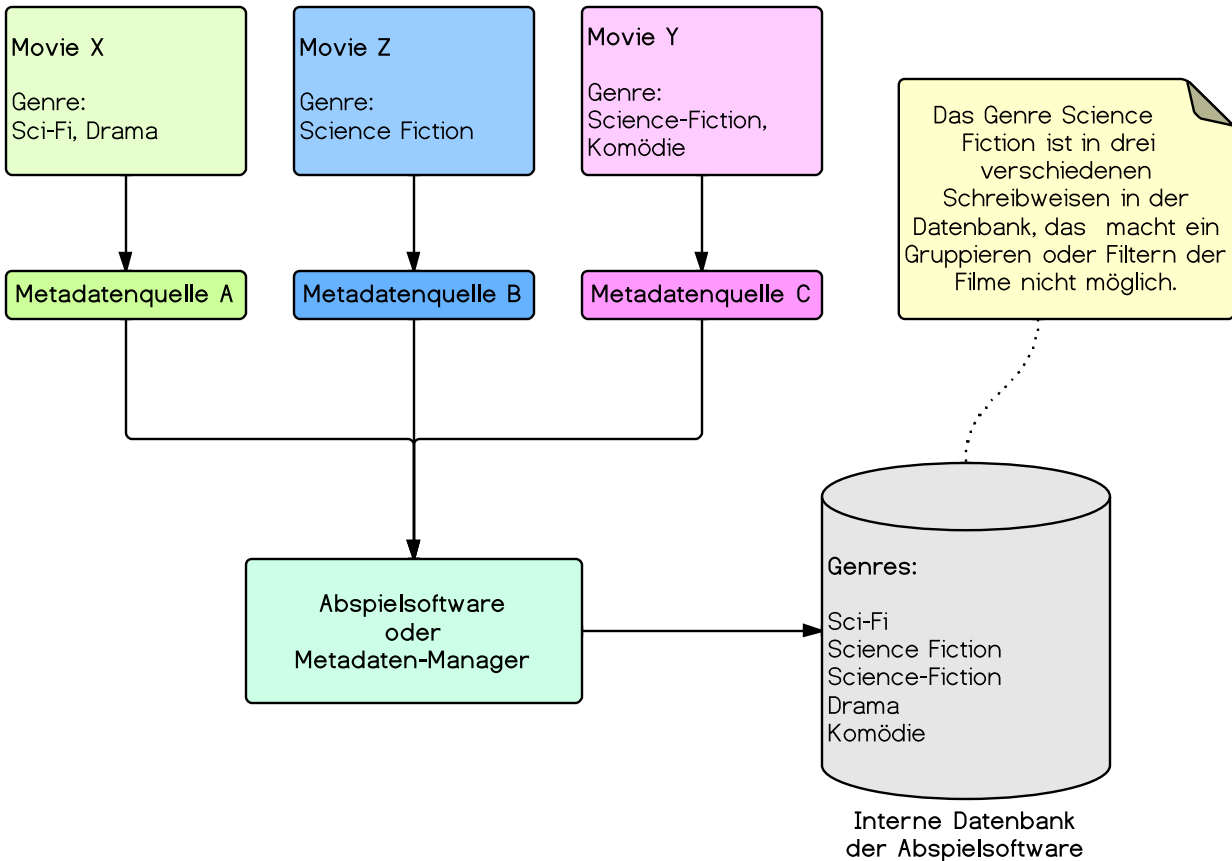 Movie X
Genre:
Sci-Fi, Drama
Movie Z
Genre:
Science Fiction
Movie Y
Genre:
Science-Fiction,
Komödie
Das Genre Science
Fiction ist in drei
verschiedenen
Schreibweisen in der
Datenbank, das macht ein
Gruppieren oder Filtern der
Filme nicht möglich.
Metadatenquelle A
Metadatenquelle B
Metadatenquelle C
Abspielsoftware
oder
Metadaten-Manager
Genres:
Sci-Fi
Science Fiction
Science-Fiction
Drama
Komödie
Interne Datenbank
der Abspielsoftware